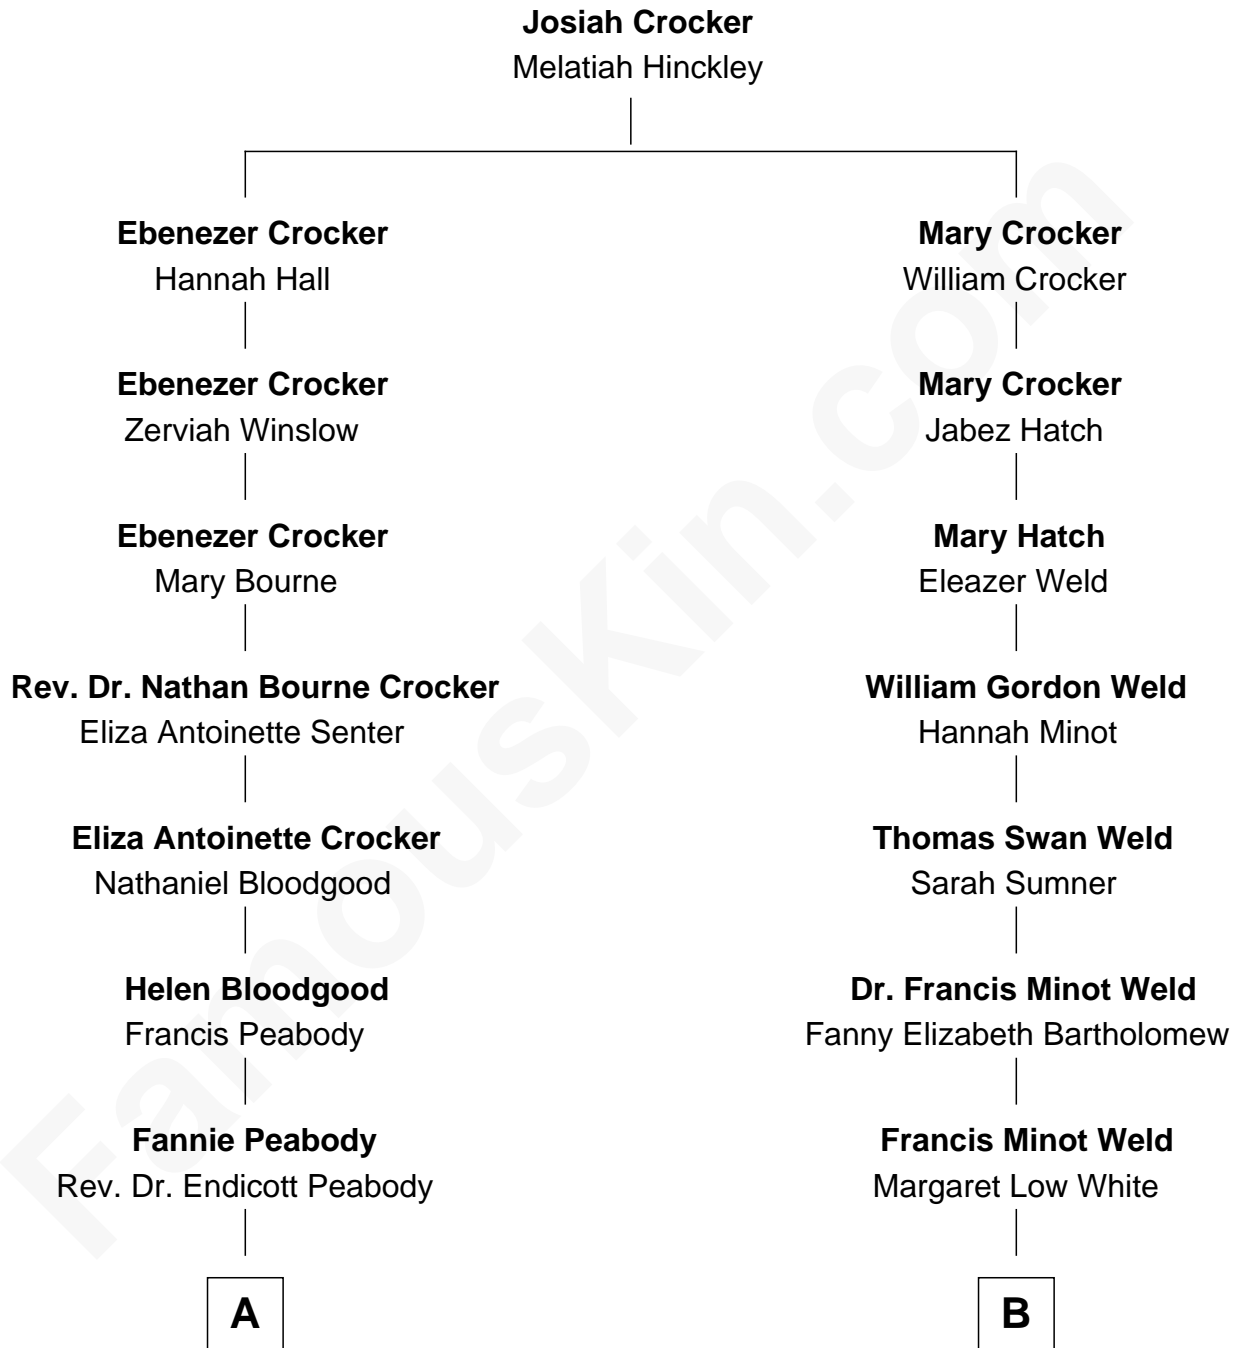 Josiah Crocker
Melatiah Hinckley
Ebenezer Crocker
Hannah Hall
Mary Crocker
William Crocker
Ebenezer Crocker
Zerviah Winslow
Mary Crocker
Jabez Hatch
Ebenezer Crocker
Mary Bourne
Mary Hatch
Eleazer Weld
Rev. Dr. Nathan Bourne Crocker
Eliza Antoinette Senter
William Gordon Weld
Hannah Minot
Eliza Antoinette Crocker
Nathaniel Bloodgood
Thomas Swan Weld
Sarah Sumner
Helen Bloodgood
Francis Peabody
Dr. Francis Minot Weld
Fanny Elizabeth Bartholomew
Fannie Peabody
Rev. Dr. Endicott Peabody
Francis Minot Weld
Margaret Low White
A
B
FamousKin.com